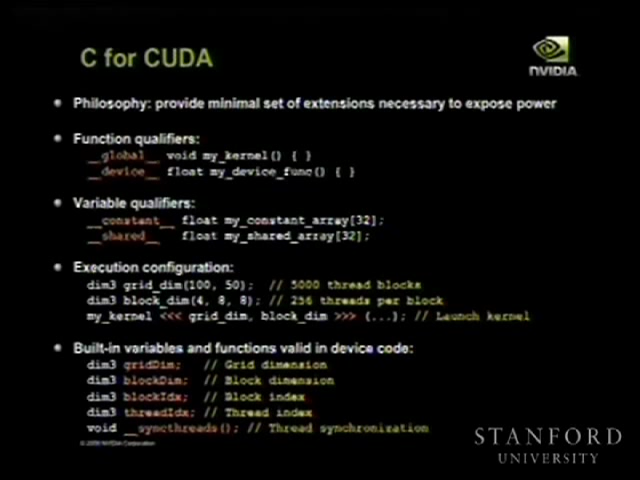 C for CUDA
NVIDIA
Philosophy: provide minimal set of extensions necessary to expose power
Function qualifiers:
__global__ void my_kernel() { }
__device__ float my_device_func() { }
Variable qualifiers:
__constant__ float my_constant_array[32];
__shared__ float my_shared_array[32];
Execution configuration:
dim3 grid_dim(100, 50); // 5000 thread blocks
dim3 block_dim(4, 8, 8); // 256 threads per block
my_kernel <<< grid_dim, block_dim >>> (...); // Launch kernel
Built-in variables and functions valid in device code:
dim3 gridDim; // Grid dimension
dim3 blockDim; // Block dimension
dim3 blockIdx; // Block index
dim3 threadIdx; // Thread index
void __syncthreads(); // Thread synchronization
© 2008 NVIDIA Corporation
STANFORD
UNIVERSITY